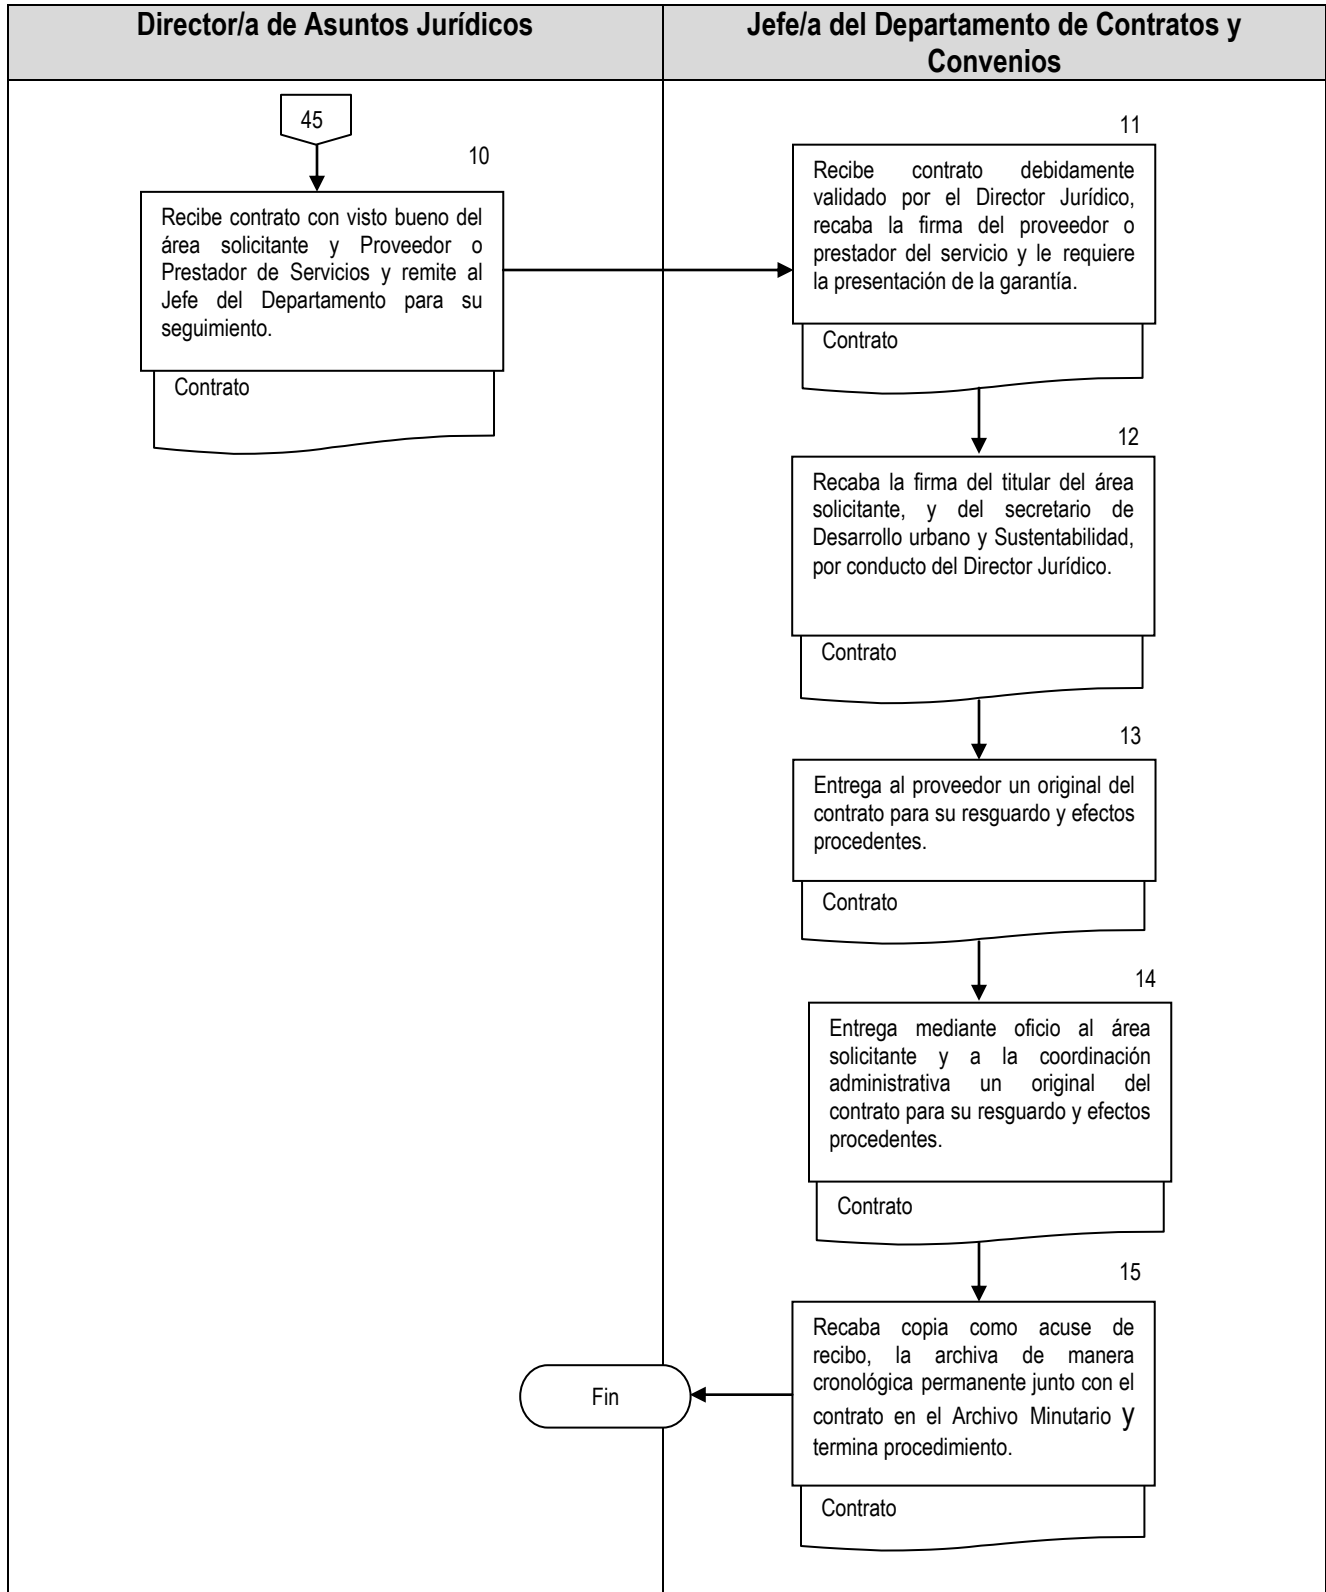 Director/a de Asuntos Jurídicos
Jefe/a del Departamento de Contratos y
Convenios
45
10
Recibe contrato con visto bueno del
área solicitante y Proveedor o
Prestador de Servicios y remite al
Jefe del Departamento para su
seguimiento.
Contrato
11
Recibe contrato debidamente
validado por el Director Jurídico,
recaba la firma del proveedor o
prestador del servicio y le requiere
la presentación de la garantía.
Contrato
12
Recaba la firma del titular del área
solicitante, y del secretario de
Desarrollo urbano y Sustentabilidad,
por conducto del Director Jurídico.
Contrato
13
Entrega al proveedor un original del
contrato para su resguardo y efectos
procedentes.
Contrato
14
Entrega mediante oficio al área
solicitante y a la coordinación
administrativa un original del
contrato para su resguardo y efectos
procedentes.
Contrato
15
Recaba copia como acuse de
recibo, la archiva de manera
cronológica permanente junto con el
contrato en el Archivo Minutario y
termina procedimiento.
Contrato
Fin